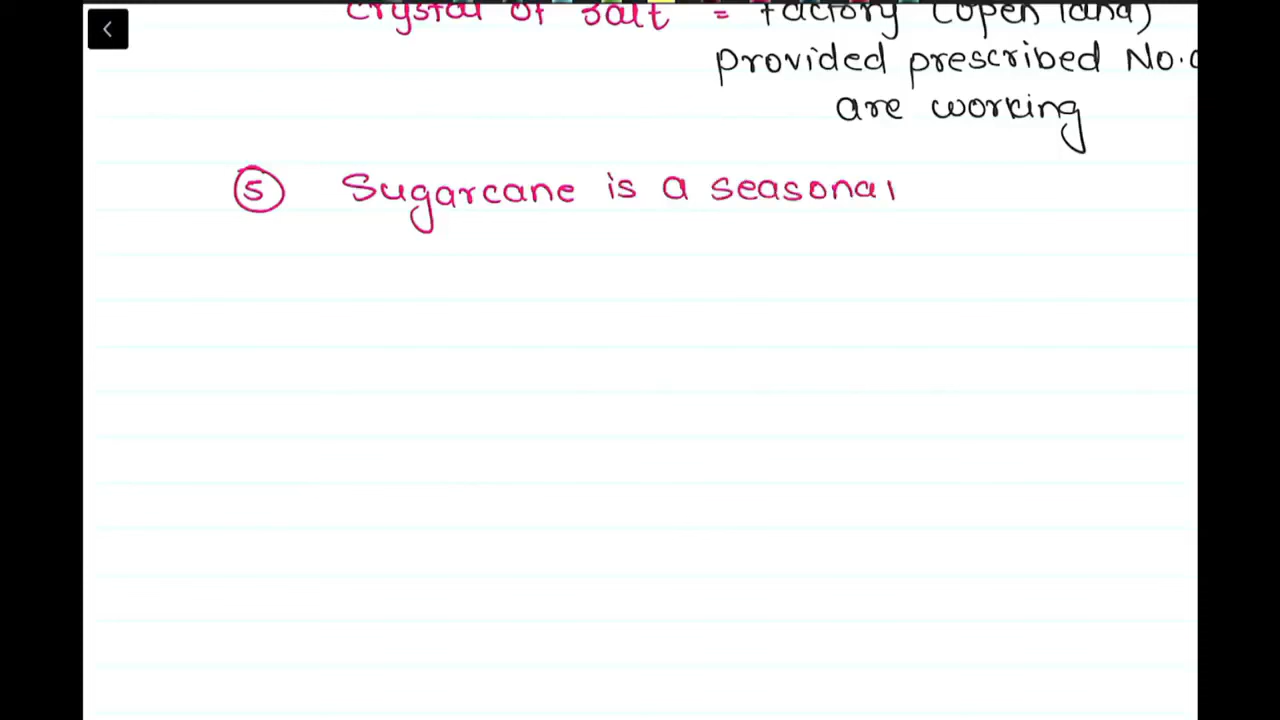 Crystal of Salt = Factory (open land)
provided prescribed No.
are working
5 Sugarcane is a seasonal